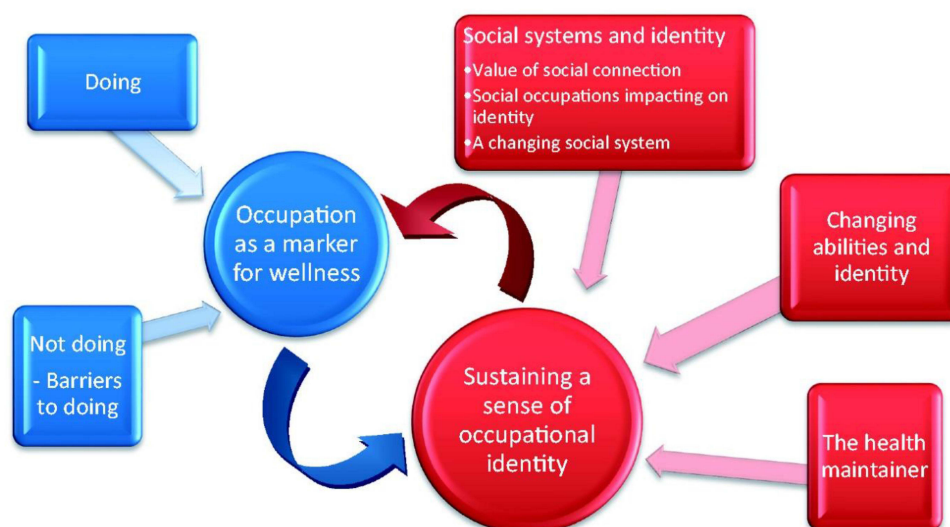 Doing
Occupation
as a marker
for wellness
Not doing
- Barriers
to doing
Social systems and identity
•Value of social connection
•Social occupations impacting on
identity
•A changing social system
Changing
abilities and
identity
Sustaining a
sense of
occupational
identity
The health
maintainer